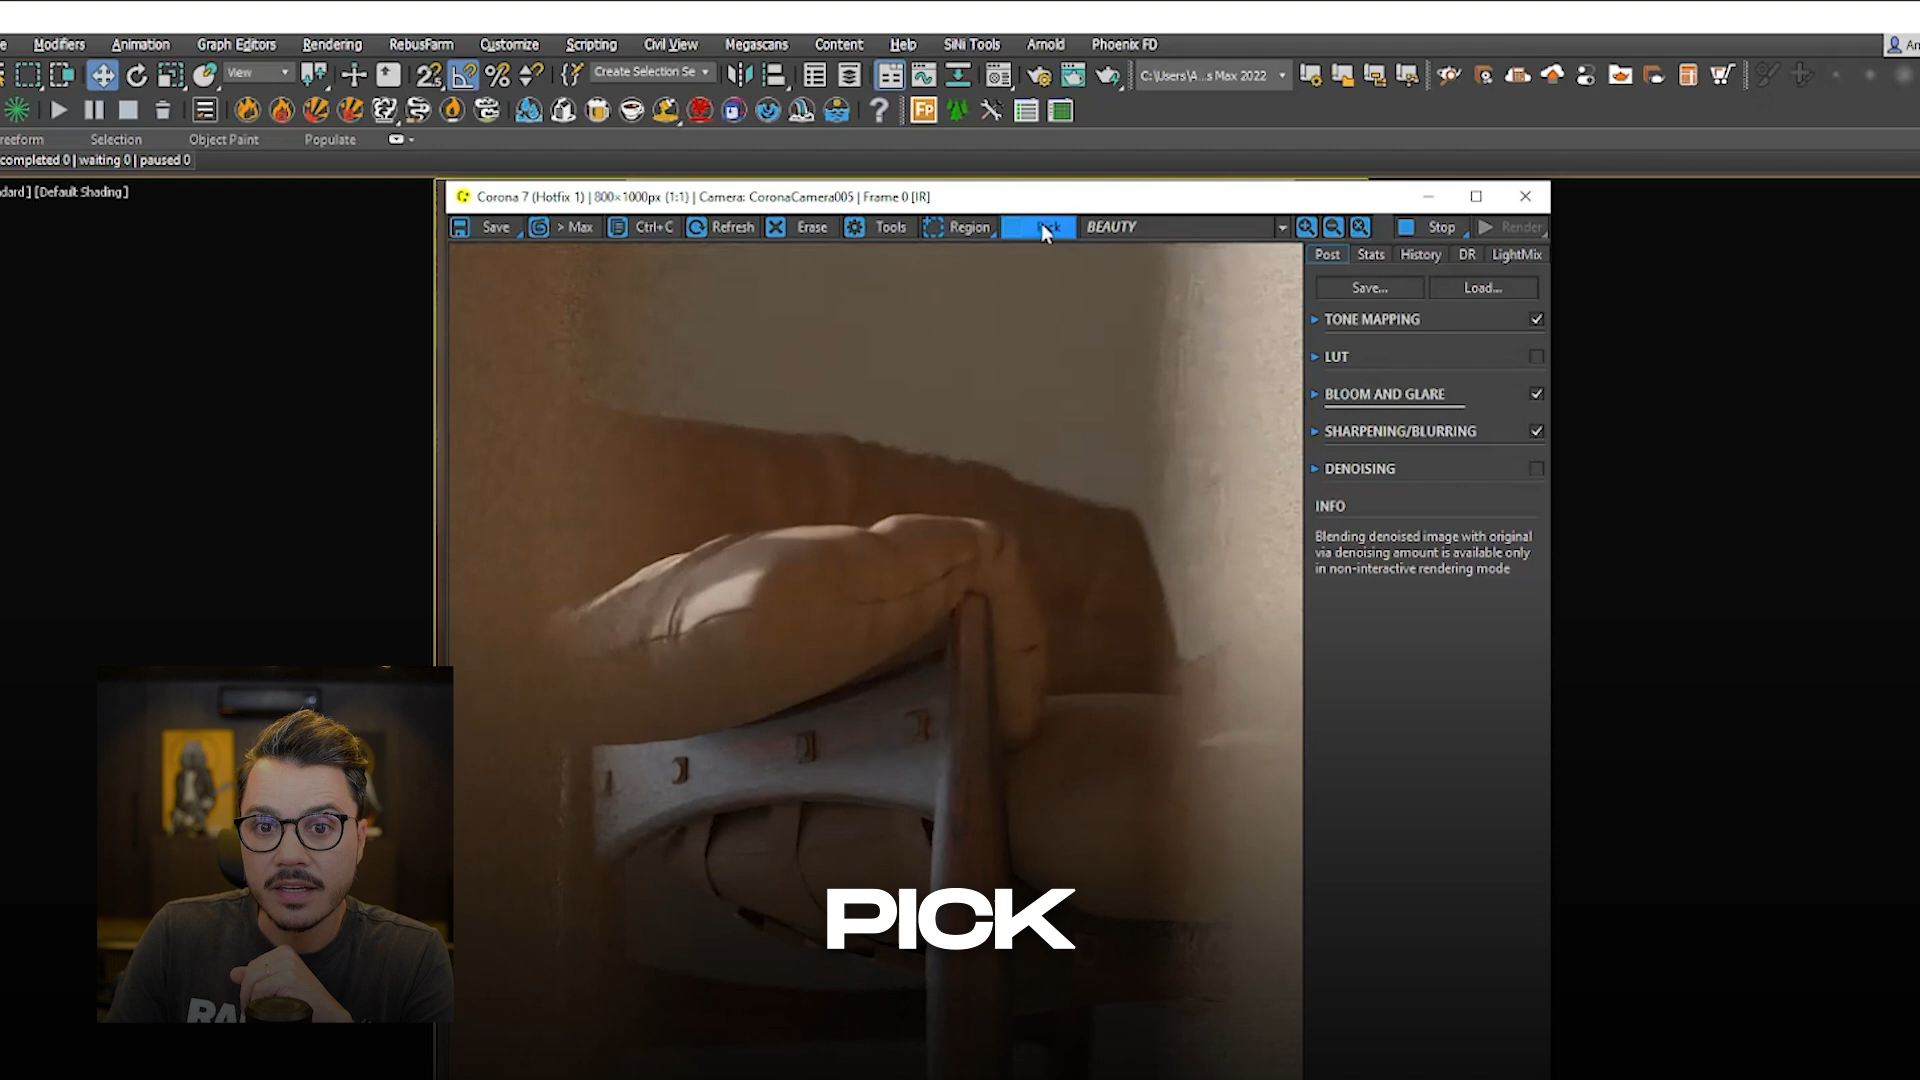 Modifiers Animation Graph Editors Rendering RebusFarm Customize Scripting Civil View Megascans Content Help SiNi Tools Arnold Phoenix FD
View Create Selection Se C:\Users\A...s Max 2022
Fp
reeform Selection Object Paint Populate
completed 0 | waiting 0 | paused 0
dard ] [Default Shading ]
Corona 7 (Hotfix 1) | 800×1000px (1:1) | Camera: CoronaCamera005 | Frame 0 [IR]
Save > Max Ctrl+C Refresh Erase Tools Region Pick BEAUTY Stop Render
Post Stats History DR LightMix
Save... Load...
TONE MAPPING
LUT
BLOOM AND GLARE
SHARPENING/BLURRING
DENOISING
INFO
Blending denoised image with original
via denoising amount is available only
in non-interactive rendering mode
PICK